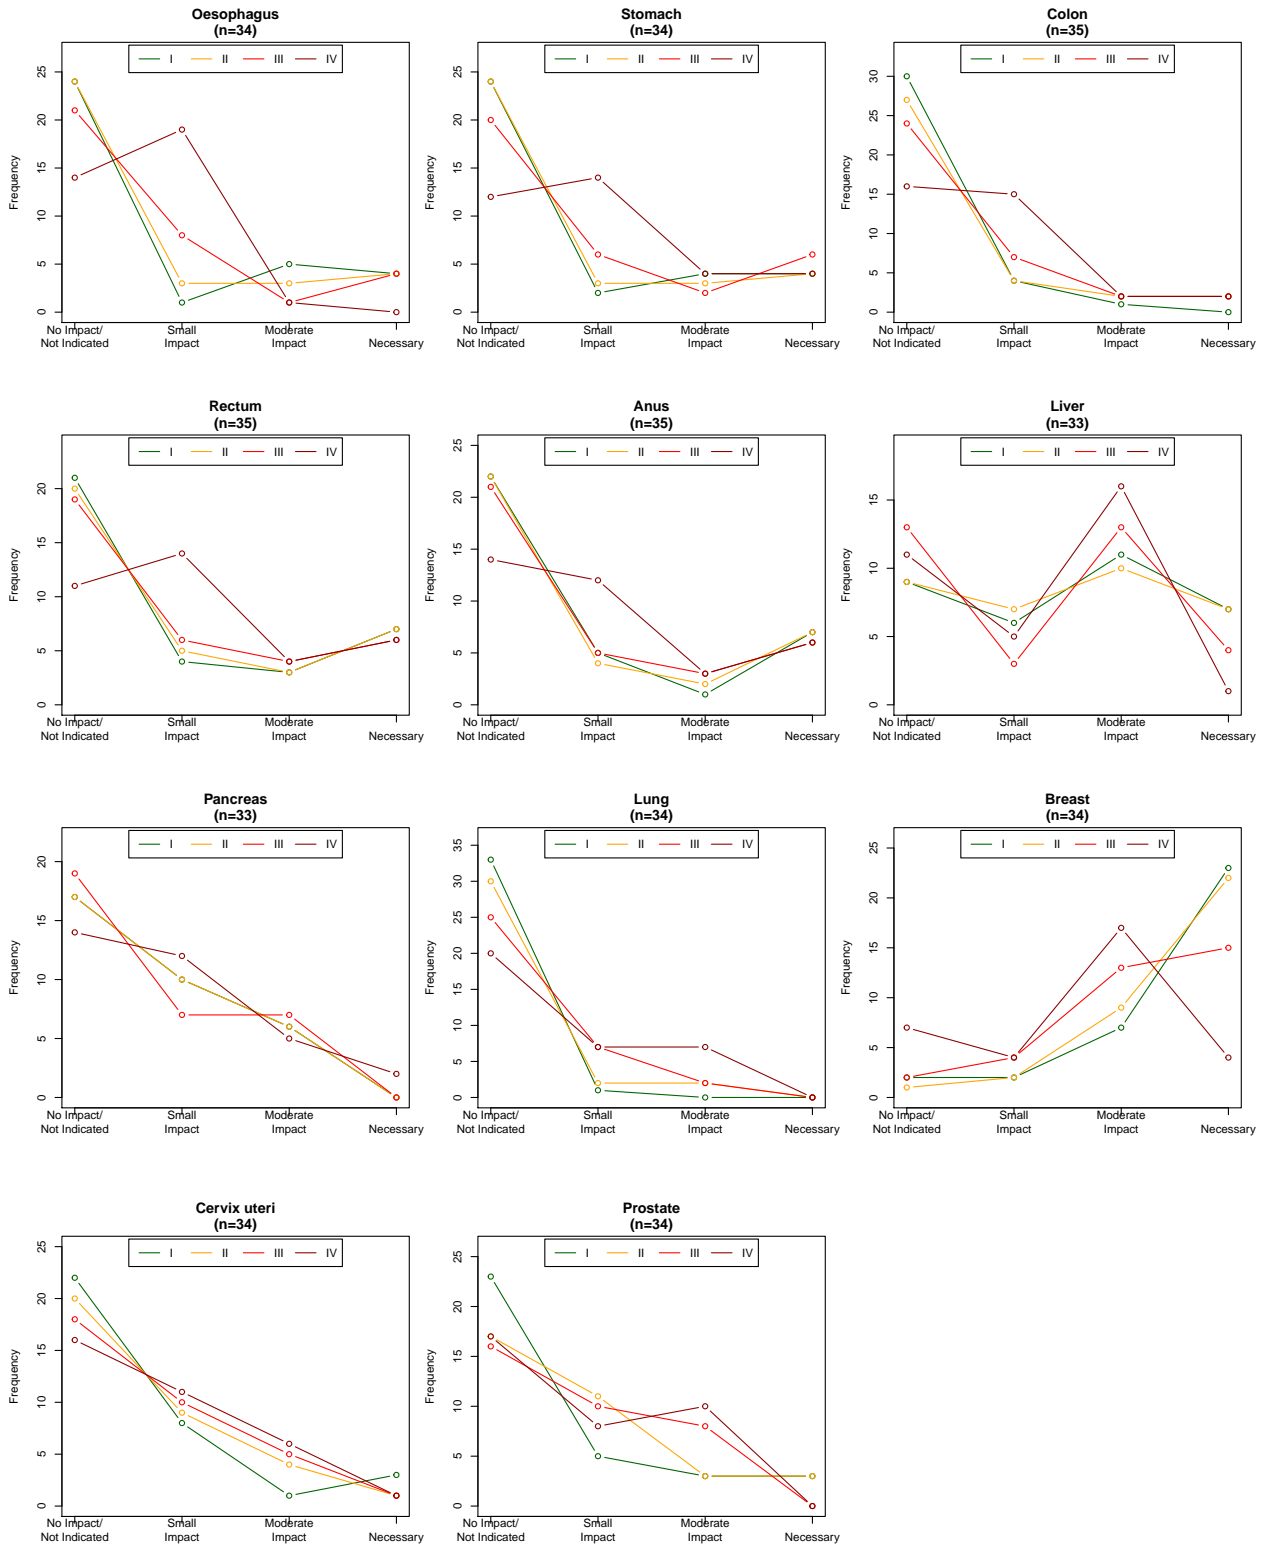 Oesophagus
(n=34)
I II III IV
Frequency
25
20
15
10
5
0
No Impact/ Small Moderate Necessary
Not Indicated Impact Impact
Stomach
(n=34)
I II III IV
Frequency
25
20
15
10
5
0
No Impact/ Small Moderate Necessary
Not Indicated Impact Impact
Colon
(n=35)
I II III IV
Frequency
30
25
20
15
10
5
0
No Impact/ Small Moderate Necessary
Not Indicated Impact Impact
Rectum
(n=35)
I II III IV
Frequency
20
15
10
5
0
No Impact/ Small Moderate Necessary
Not Indicated Impact Impact
Anus
(n=35)
I II III IV
Frequency
25
20
15
10
5
0
No Impact/ Small Moderate Necessary
Not Indicated Impact Impact
Liver
(n=33)
I II III IV
Frequency
15
10
5
0
No Impact/ Small Moderate Necessary
Not Indicated Impact Impact
Pancreas
(n=33)
I II III IV
Frequency
20
15
10
5
0
No Impact/ Small Moderate Necessary
Not Indicated Impact Impact
Lung
(n=34)
I II III IV
Frequency
35
30
25
20
15
10
5
0
No Impact/ Small Moderate Necessary
Not Indicated Impact Impact
Breast
(n=34)
I II III IV
Frequency
25
20
15
10
5
0
No Impact/ Small Moderate Necessary
Not Indicated Impact Impact
Cervix uteri
(n=34)
I II III IV
Frequency
25
20
15
10
5
0
No Impact/ Small Moderate Necessary
Not Indicated Impact Impact
Prostate
(n=34)
I II III IV
Frequency
25
20
15
10
5
0
No Impact/ Small Moderate Necessary
Not Indicated Impact Impact